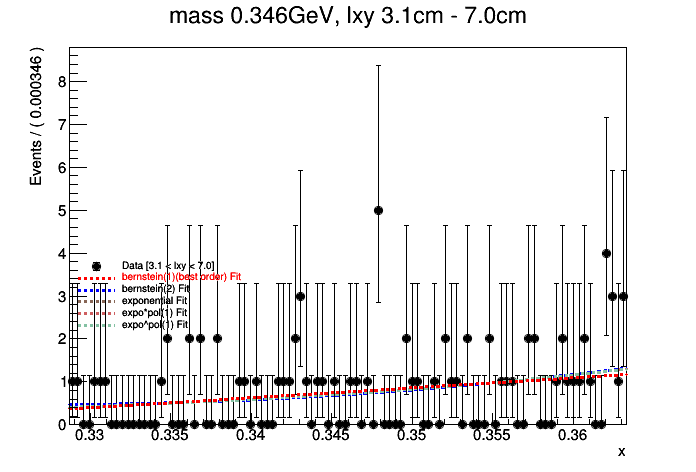 mass 0.346GeV, lxy 3.1cm - 7.0cm
Events / ( 0.000346 )
8
7
6
5
4
3
2
1
0
Data [3.1 < lxy < 7.0]
bernstein(1)(best order) Fit
bernstein(2) Fit
exponential Fit
expo*pol(1) Fit
expo^pol(1) Fit
0.33 0.335 0.34 0.345 0.35 0.355 0.36
x